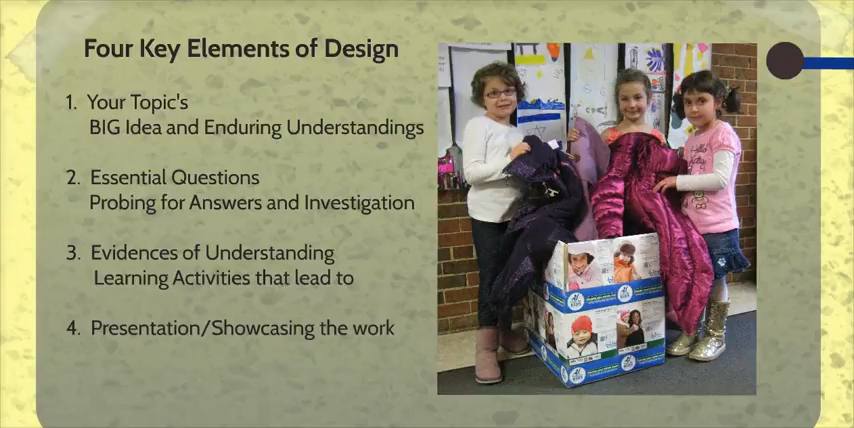 Four Key Elements of Design
1. Your Topic's
BIG Idea and Enduring Understandings
2. Essential Questions
Probing for Answers and Investigation
3. Evidences of Understanding
Learning Activities that lead to
4. Presentation/Showcasing the work
Hello